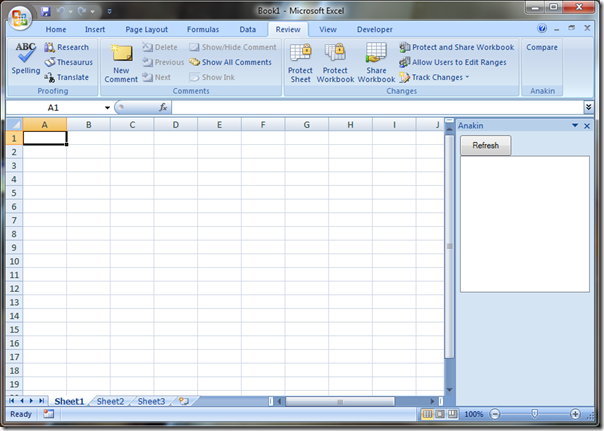 Book1 - Microsoft Excel
Home Insert Page Layout Formulas Data Review View Developer
ABC
Spelling
Research
Thesaurus
Translate
Proofing
New Comment
Delete
Previous
Next
Show/Hide Comment
Show All Comments
Show Ink
Comments
Protect Sheet
Protect Workbook
Share Workbook
Protect and Share Workbook
Allow Users to Edit Ranges
Track Changes
Changes
Compare
Anakin
A1
fx
Anakin
A B C D E F G H I J
Refresh
1
2
3
4
5
6
7
8
9
10
11
12
13
14
15
16
17
18
19
Sheet1 Sheet2 Sheet3
Ready
100%